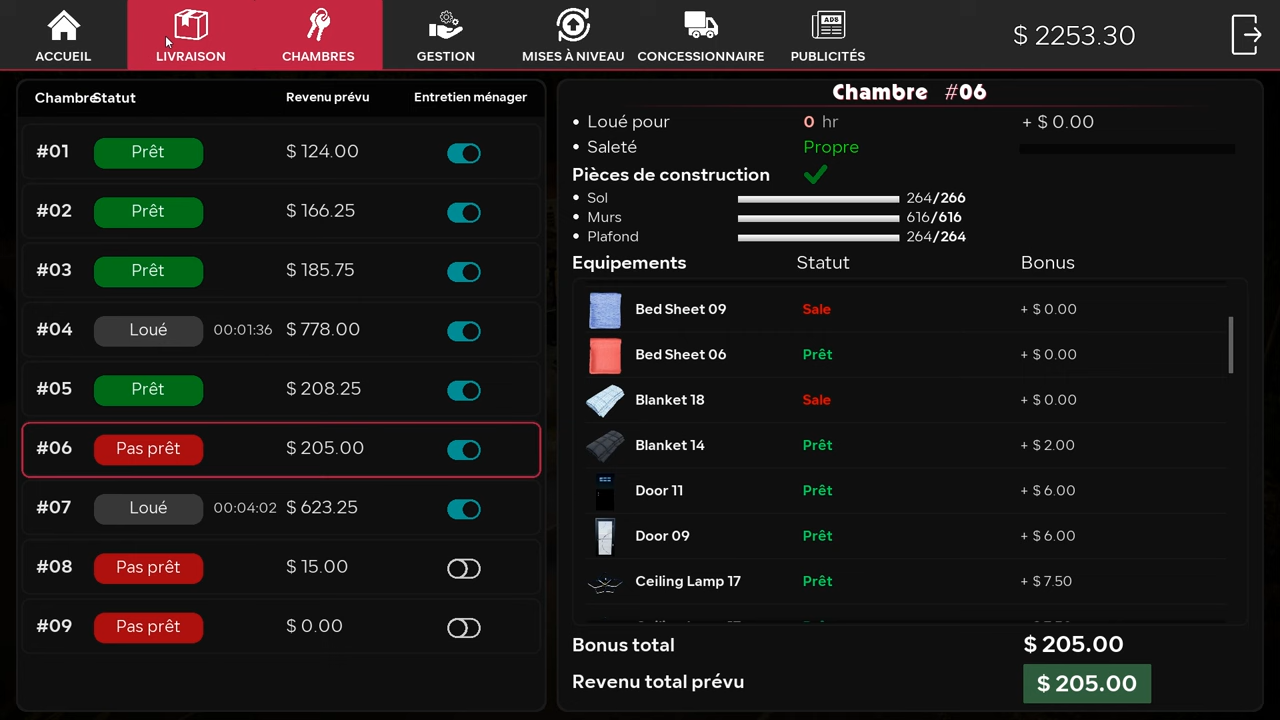 ACCUEIL LIVRAISON CHAMBRES GESTION MISES À NIVEAU CONCESSIONNAIRE ADS PUBLICITÉS $ 2253.30
Chambre Statut Revenu prévu Entretien ménager
#01 Prêt $ 124.00
#02 Prêt $ 166.25
#03 Prêt $ 185.75
#04 Loué 00:01:36 $ 778.00
#05 Prêt $ 208.25
#06 Pas prêt $ 205.00
#07 Loué 00:04:02 $ 623.25
#08 Pas prêt $ 15.00
#09 Pas prêt $ 0.00
Chambre #06
• Loué pour 0 hr + $ 0.00
• Saleté Propre
Pièces de construction
• Sol 264/266
• Murs 616/616
• Plafond 264/264
Equipements Statut Bonus
Bed Sheet 09 Sale + $ 0.00
Bed Sheet 06 Prêt + $ 0.00
Blanket 18 Sale + $ 0.00
Blanket 14 Prêt + $ 2.00
Door 11 Prêt + $ 6.00
Door 09 Prêt + $ 6.00
Ceiling Lamp 17 Prêt + $ 7.50
Bonus total $ 205.00
Revenu total prévu $ 205.00